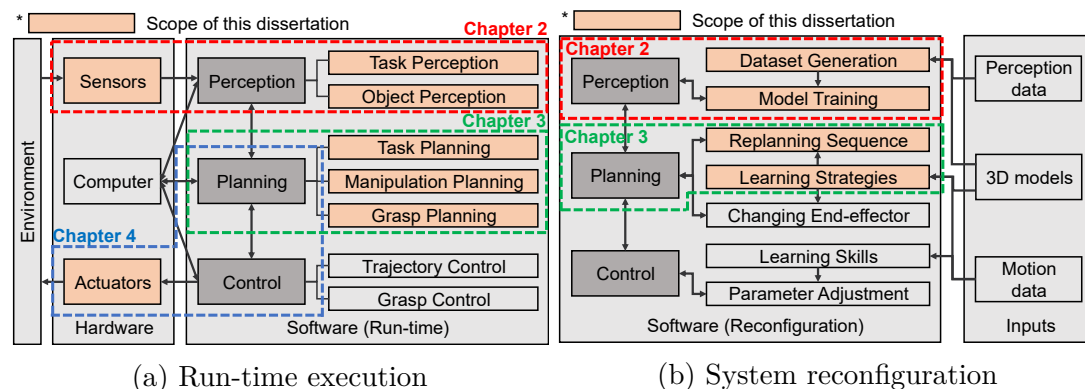 * Scope of this dissertation
Chapter 2
Sensors
Perception
Task Perception
Object Perception
Chapter 3
Environment
Computer
Planning
Task Planning
Manipulation Planning
Grasp Planning
Chapter 4
Actuators
Control
Trajectory Control
Grasp Control
Hardware
Software (Run-time)
(a) Run-time execution
* Scope of this dissertation
Chapter 2
Perception
Dataset Generation
Model Training
Perception
data
Chapter 3
Planning
Replanning Sequence
Learning Strategies
Changing End-effector
3D models
Control
Learning Skills
Parameter Adjustment
Motion
data
Software (Reconfiguration)
Inputs
(b) System reconfiguration